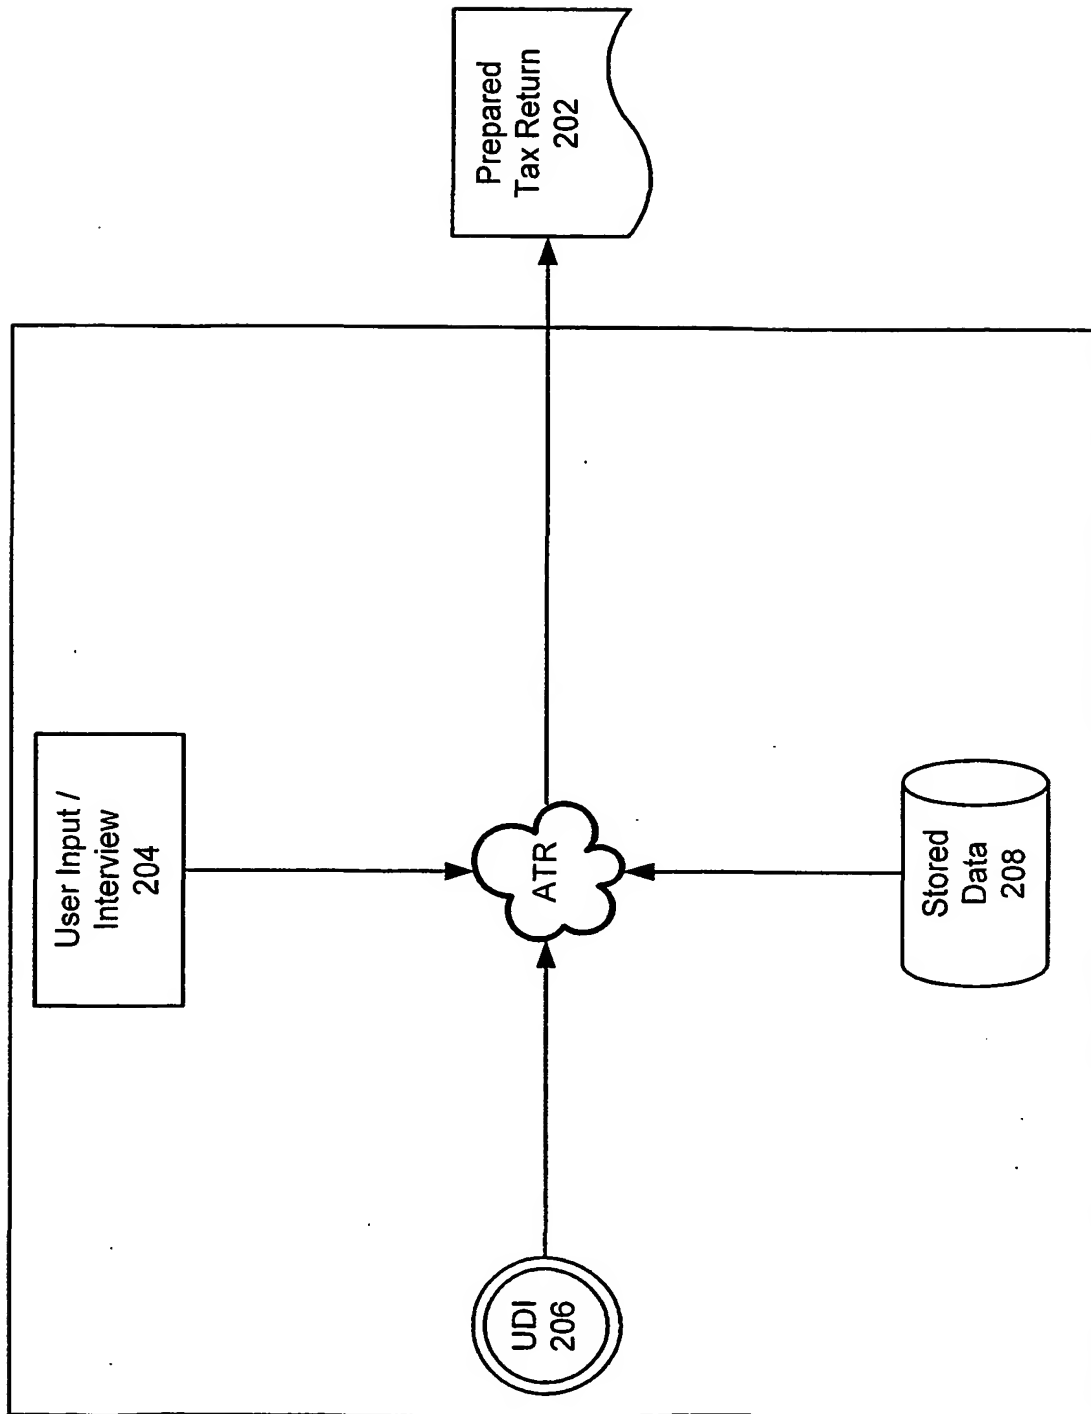 User Input /
Interview
204
UDI
206
ATR
Stored
Data
208
Prepared
Tax Return
202